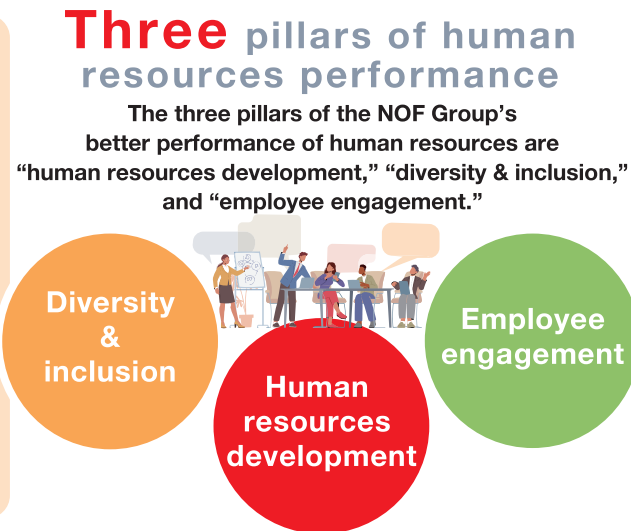 Three pillars of human
resources performance
The three pillars of the NOF Group’s
better performance of human resources are
“human resources development,” “diversity & inclusion,”
and “employee engagement.”
Diversity
&
inclusion
Human
resources
development
Employee
engagement